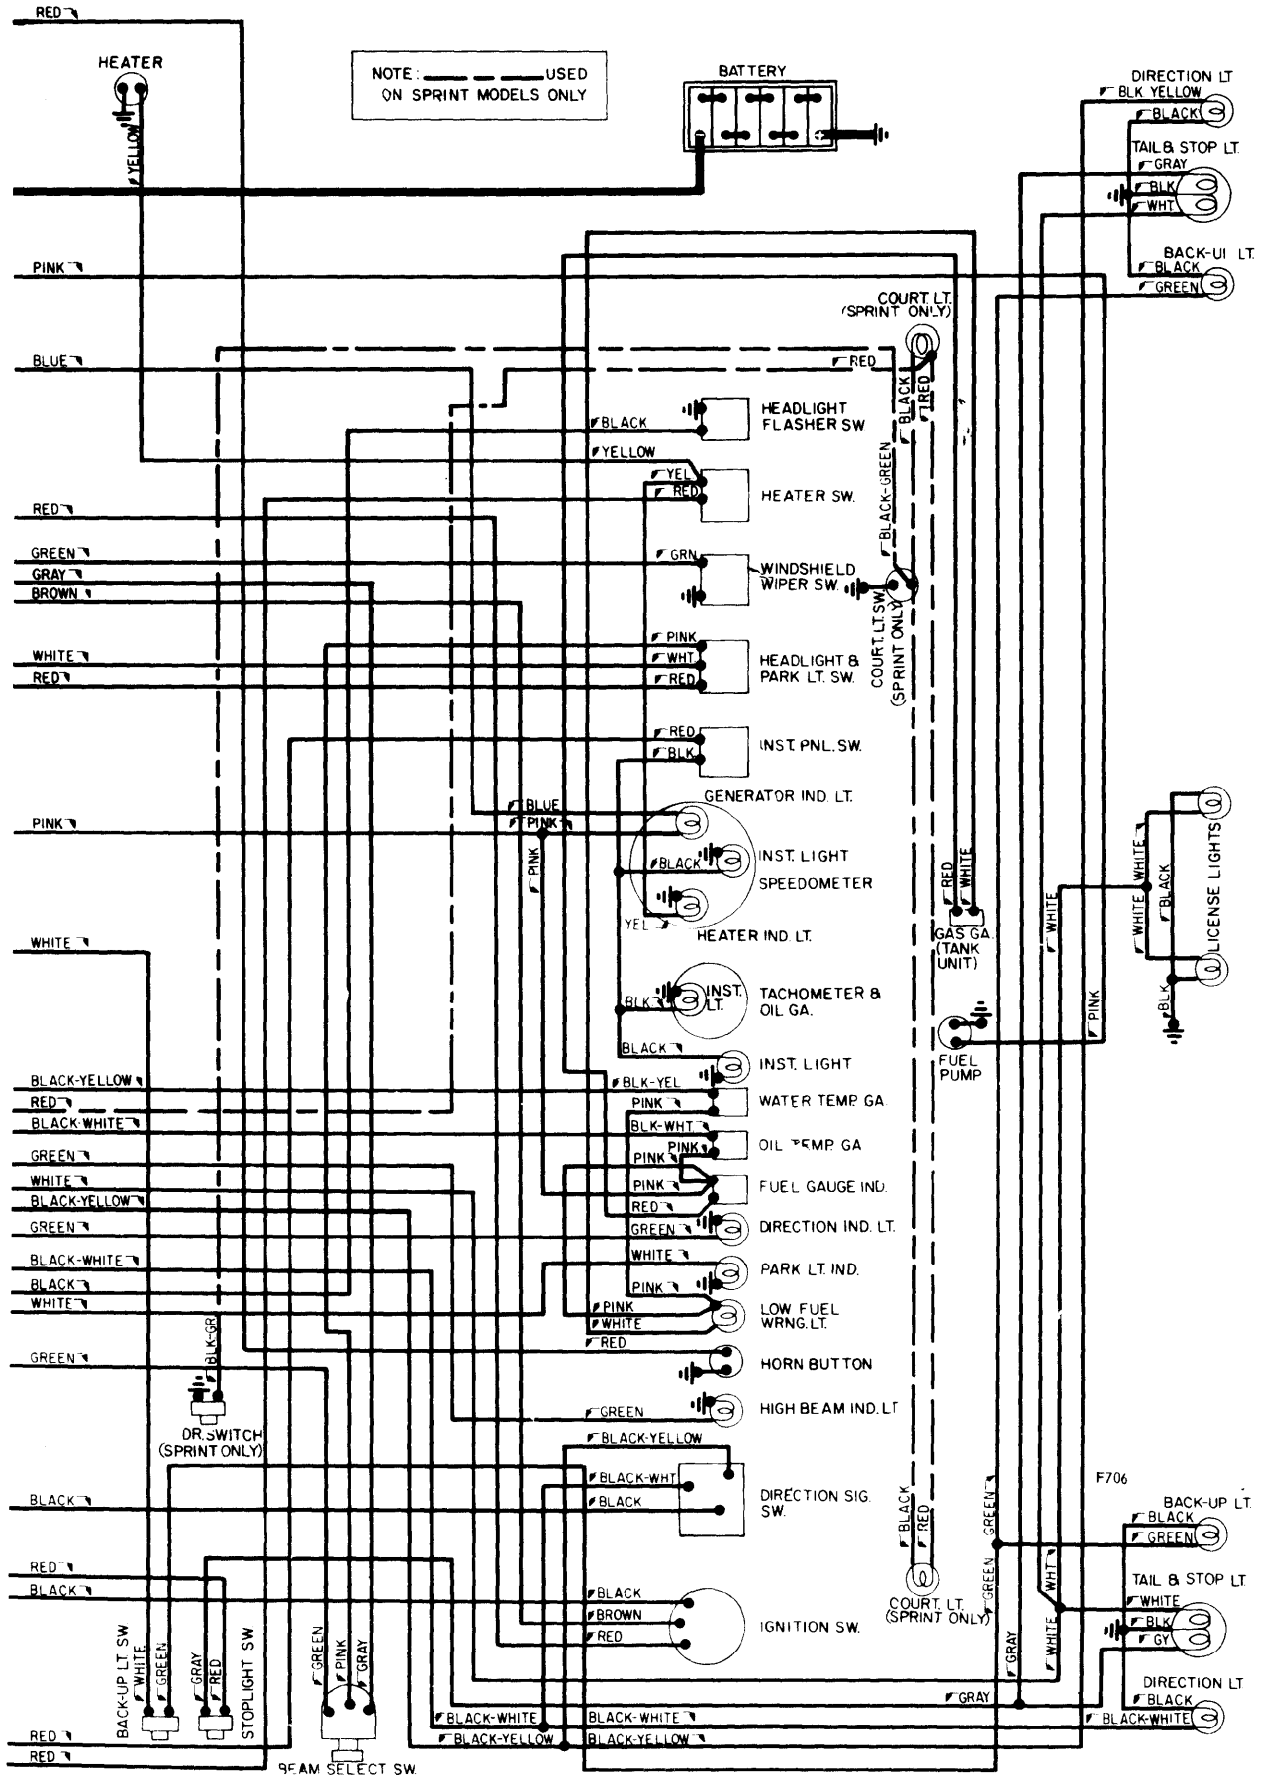 RED
HEATER
NOTE: USED
ON SPRINT MODELS ONLY
BATTERY
DIRECTION LT
BLK YELLOW
BLACK
TAIL & STOP LT.
GRAY
BLK
WHT
YELLOW
BACK-UI LT.
BLACK
GREEN
PINK
COURT. LT.
(SPRINT ONLY)
BLUE
RED
BLACK
RED
BLACK
HEADLIGHT
FLASHER SW
YELLOW
YEL
RED
HEATER SW.
BLACK-GREEN
RED
GREEN
GRAY
BROWN
GRN
WINDSHIELD
WIPER SW.
COURT. LT. SW.
(SPRINT ONLY)
WHITE
RED
PINK
WHT
RED
HEADLIGHT &
PARK LT. SW.
RED
BLK
INST. PNL. SW.
GENERATOR IND. LT.
BLUE
PINK
PINK
PINK
BLACK
INST. LIGHT
SPEEDOMETER
YEL
HEATER IND. LT.
RED
WHITE
GAS GA.
(TANK
UNIT)
WHITE
WHITE
WHITE
BLACK
LICENSE LIGHTS
BLK
WHITE
INST.
LT.
BLK
TACHOMETER &
OIL GA.
PINK
FUEL
PUMP
BLACK
INST. LIGHT
BLACK-YELLOW
RED
BLACK-WHITE
BLK-YEL
PINK
WATER TEMP. GA.
BLK-WHT
PINK
OIL TEMP. GA
GREEN
WHITE
BLACK-YELLOW
GREEN
PINK
PINK
RED
FUEL GAUGE IND.
GREEN
DIRECTION IND. LT.
BLACK-WHITE
BLACK
WHITE
WHITE
PARK LT. IND.
PINK
PINK
WHITE
LOW FUEL
WRNG. LT.
RED
HORN BUTTON
GREEN
BLK-GR
DR. SWITCH
(SPRINT ONLY)
GREEN
HIGH BEAM IND. LT
BLACK-YELLOW
BLACK-WHT
BLACK
DIRECTION SIG.
SW.
BLACK
BLACK
RED
GREEN
GREEN
F706
BACK-UP LT.
BLACK
GREEN
RED
BLACK
BLACK
BROWN
RED
IGNITION SW.
COURT. LT.
(SPRINT ONLY)
WHT
WHITE
GRAY
TAIL & STOP LT.
WHITE
BLK
GY
BACK-UP LT. SW.
WHITE
GREEN
GRAY
RED
STOPLIGHT SW
GREEN
PINK
GRAY
BEAM SELECT SW.
GRAY
DIRECTION LT
BLACK
BLACK-WHITE
BLACK-WHITE
BLACK-WHITE
BLACK-YELLOW
BLACK-YELLOW
RED
RED